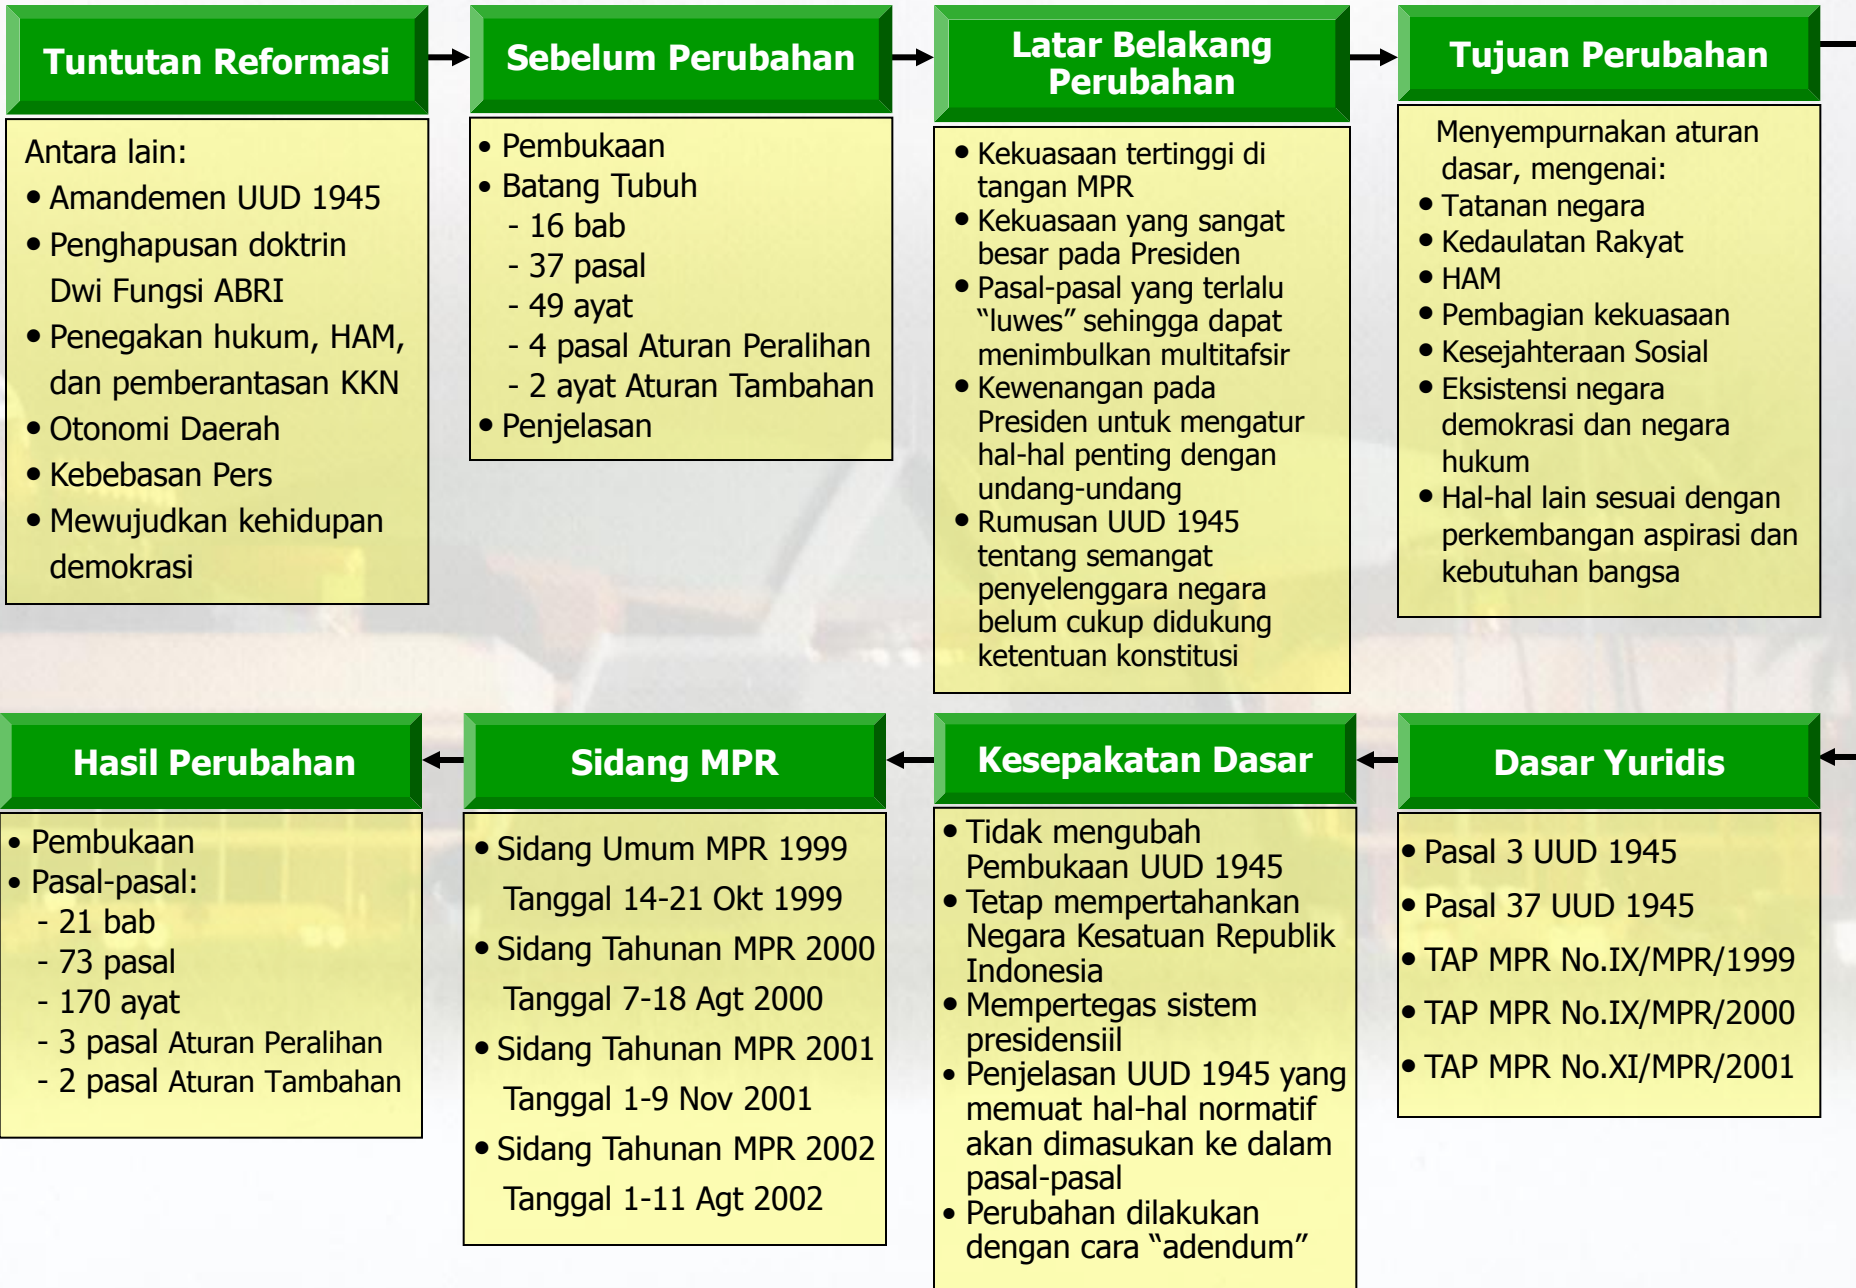 Tuntutan Reformasi
Antara lain:
• Amandemen UUD 1945
• Penghapusan doktrin
Dwi Fungsi ABRI
• Penegakan hukum, HAM,
dan pemberantasan KKN
• Otonomi Daerah
• Kebebasan Pers
• Mewujudkan kehidupan
demokrasi
Sebelum Perubahan
• Pembukaan
• Batang Tubuh
- 16 bab
- 37 pasal
- 49 ayat
- 4 pasal Aturan Peralihan
- 2 ayat Aturan Tambahan
• Penjelasan
Latar Belakang
Perubahan
• Kekuasaan tertinggi di
tangan MPR
• Kekuasaan yang sangat
besar pada Presiden
• Pasal-pasal yang terlalu
“luwes” sehingga dapat
menimbulkan multitafsir
• Kewenangan pada
Presiden untuk mengatur
hal-hal penting dengan
undang-undang
• Rumusan UUD 1945
tentang semangat
penyelenggara negara
belum cukup didukung
ketentuan konstitusi
Tujuan Perubahan
Menyempurnakan aturan
dasar, mengenai:
• Tatanan negara
• Kedaulatan Rakyat
• HAM
• Pembagian kekuasaan
• Kesejahteraan Sosial
• Eksistensi negara
demokrasi dan negara
hukum
• Hal-hal lain sesuai dengan
perkembangan aspirasi dan
kebutuhan bangsa
Dasar Yuridis
• Pasal 3 UUD 1945
• Pasal 37 UUD 1945
• TAP MPR No.IX/MPR/1999
• TAP MPR No.IX/MPR/2000
• TAP MPR No.XI/MPR/2001
Kesepakatan Dasar
• Tidak mengubah
Pembukaan UUD 1945
• Tetap mempertahankan
Negara Kesatuan Republik
Indonesia
• Mempertegas sistem
presidensiil
• Penjelasan UUD 1945 yang
memuat hal-hal normatif
akan dimasukan ke dalam
pasal-pasal
• Perubahan dilakukan
dengan cara “adendum”
Sidang MPR
• Sidang Umum MPR 1999
Tanggal 14-21 Okt 1999
• Sidang Tahunan MPR 2000
Tanggal 7-18 Agt 2000
• Sidang Tahunan MPR 2001
Tanggal 1-9 Nov 2001
• Sidang Tahunan MPR 2002
Tanggal 1-11 Agt 2002
Hasil Perubahan
• Pembukaan
• Pasal-pasal:
- 21 bab
- 73 pasal
- 170 ayat
- 3 pasal Aturan Peralihan
- 2 pasal Aturan Tambahan